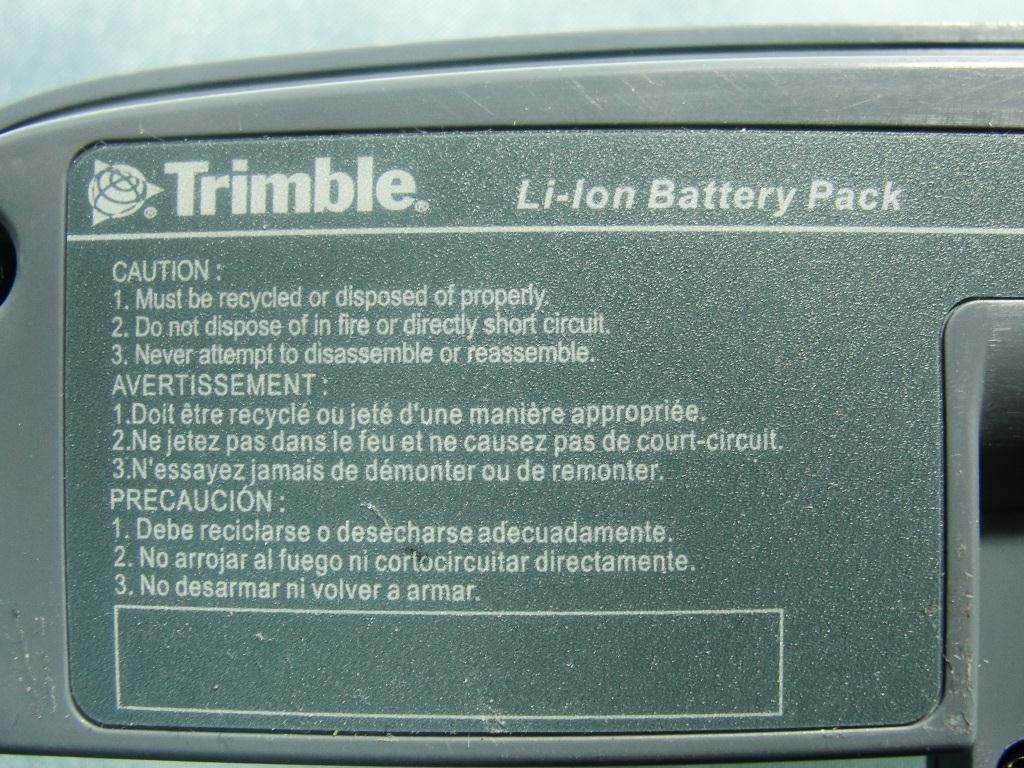 Trimble®
Li-Ion Battery Pack
CAUTION :
1. Must be recycled or disposed of properly.
2. Do not dispose of in fire or directly short circuit.
3. Never attempt to disassemble or reassemble.
AVERTISSEMENT :
1.Doit être recyclé ou jeté d'une manière appropriée.
2.Ne jetez pas dans le feu et ne causez pas de court-circuit.
3.N'essayez jamais de démonter ou de remonter.
PRECAUCIÓN :
1. Debe reciclarse o desecharse adecuadamente.
2. No arrojar al fuego ni cortocircuitar directamente.
3. No desarmar ni volver a armar.